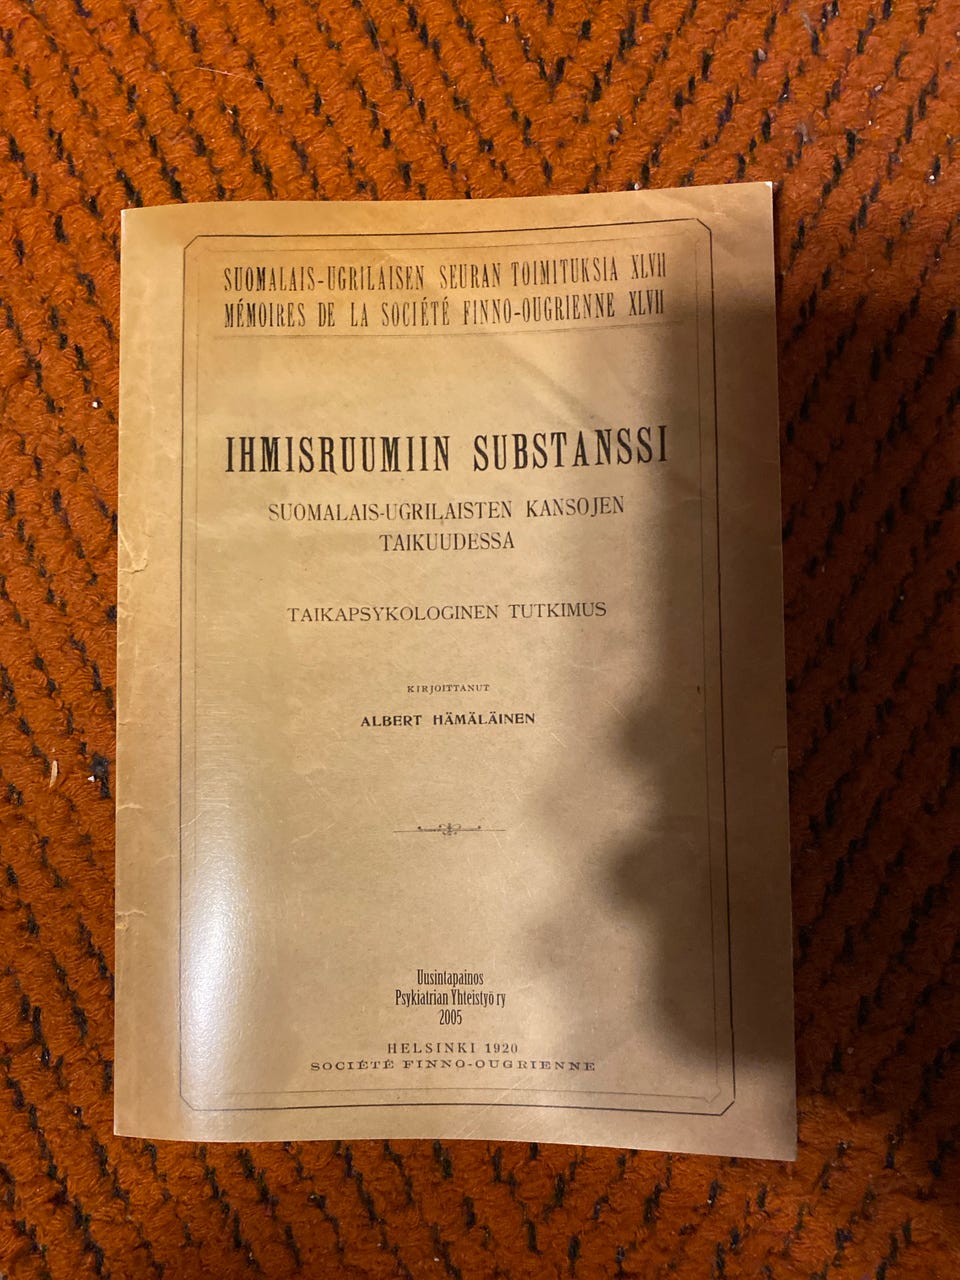 SUOMALAIS-UGRILAISEN SEURAN TOIMITUKSIA XLVII
MÉMOIRES DE LA SOCIÉTÉ FINNO-OUGRIENNE XLVII
IHMISRUUMIIN SUBSTANSSI
SUOMALAIS-UGRILAISTEN KANSOJEN
TAIKUUDESSA
TAIKAPSYKOLOGINEN TUTKIMUS
KIRJOITTANUT
ALBERT HÄMÄLÄINEN
Uusintapainos
Psykiatrian Yhteistyö ry
2005
HELSINKI 1920
SOCIÉTÉ FINNO-OUGRIENNE